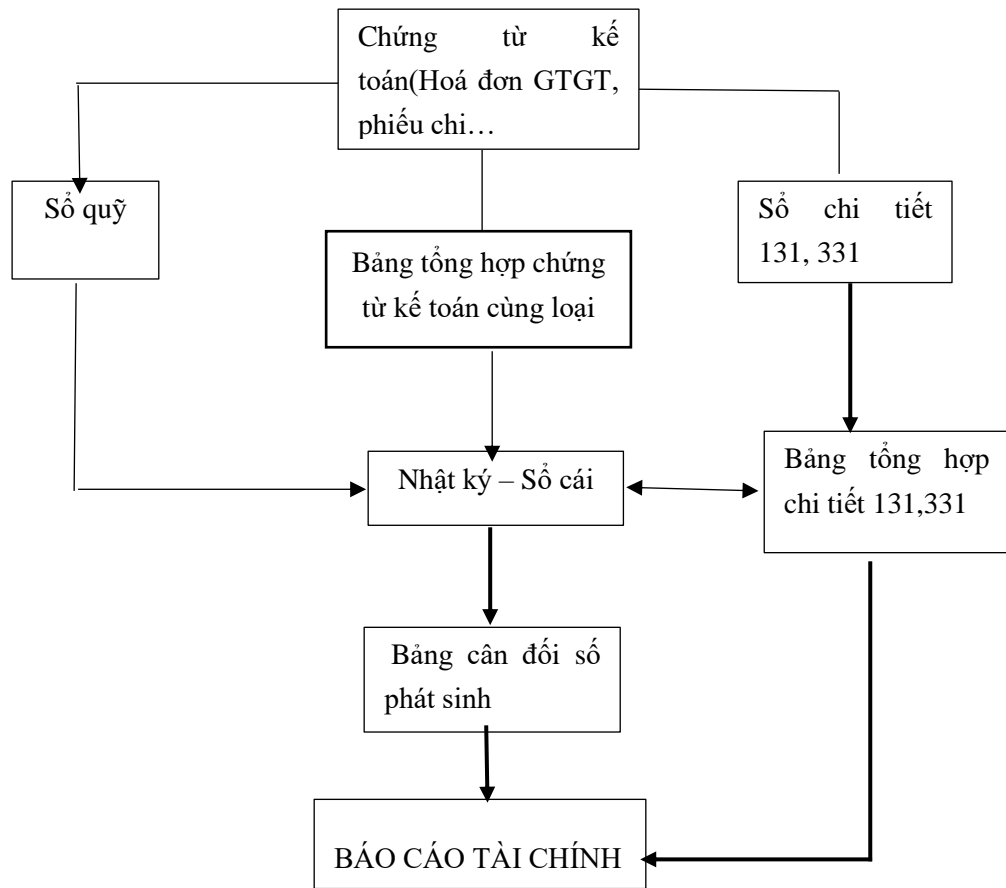 Chứng từ kế
toán(Hoá đơn GTGT,
phiếu chi…
Sổ quỹ
Sổ chi tiết
131, 331
Bảng tổng hợp chứng
từ kế toán cùng loại
Nhật ký – Sổ cái
Bảng tổng hợp
chi tiết 131,331
Bảng cân đối số
phát sinh
BÁO CÁO TÀI CHÍNH